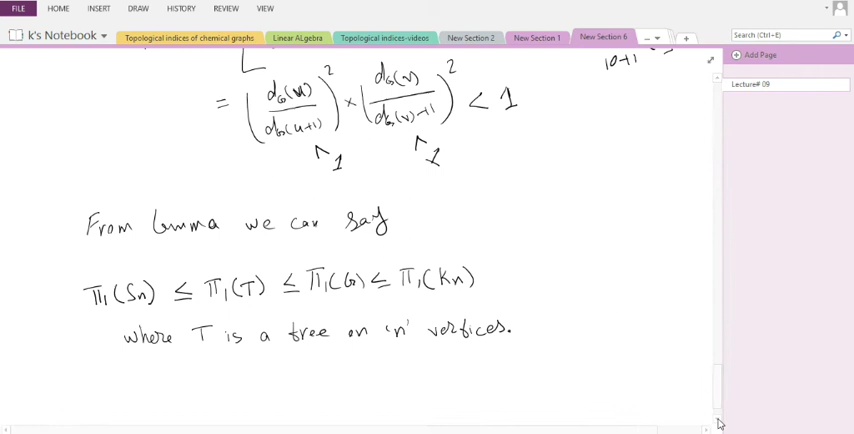 FILE HOME INSERT DRAW HISTORY REVIEW VIEW
k's Notebook Topological indices of chemical graphs Linear ALgebra Topological indices-videos New Section 2 New Section 1 New Section 6 Search (Ctrl+E)
Add Page
Lecture# 09
10+1
= (d_G(u)/d_G(u+1))^2 × (d_G(v)/d_G(v)+1)^2 < 1
< 1 < 1
From lemma we can say
π1(Sn) ≤ π1(T) ≤ π1(G) ≤ π1(Kn)
where T is a tree on 'n' vertices.